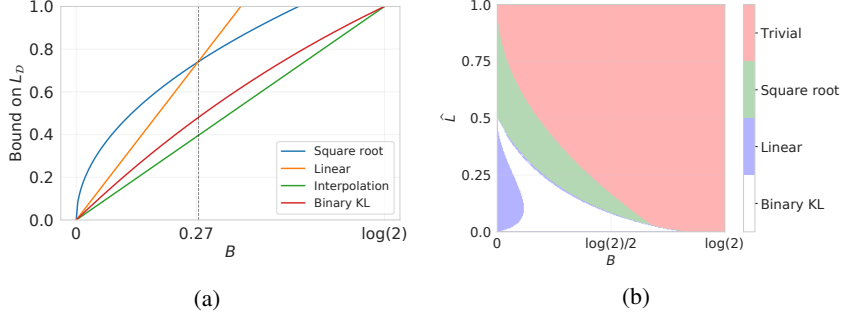 1.0
0.8
0.6
0.4
0.2
0.0
Bound on L_D
0
0.27
log(2)
B
Square root
Linear
Interpolation
Binary KL
(a)
1.00
0.75
0.50
0.25
0.0
L̂
0
log(2)/2
log(2)
B
Trivial
Square root
Linear
Binary KL
(b)